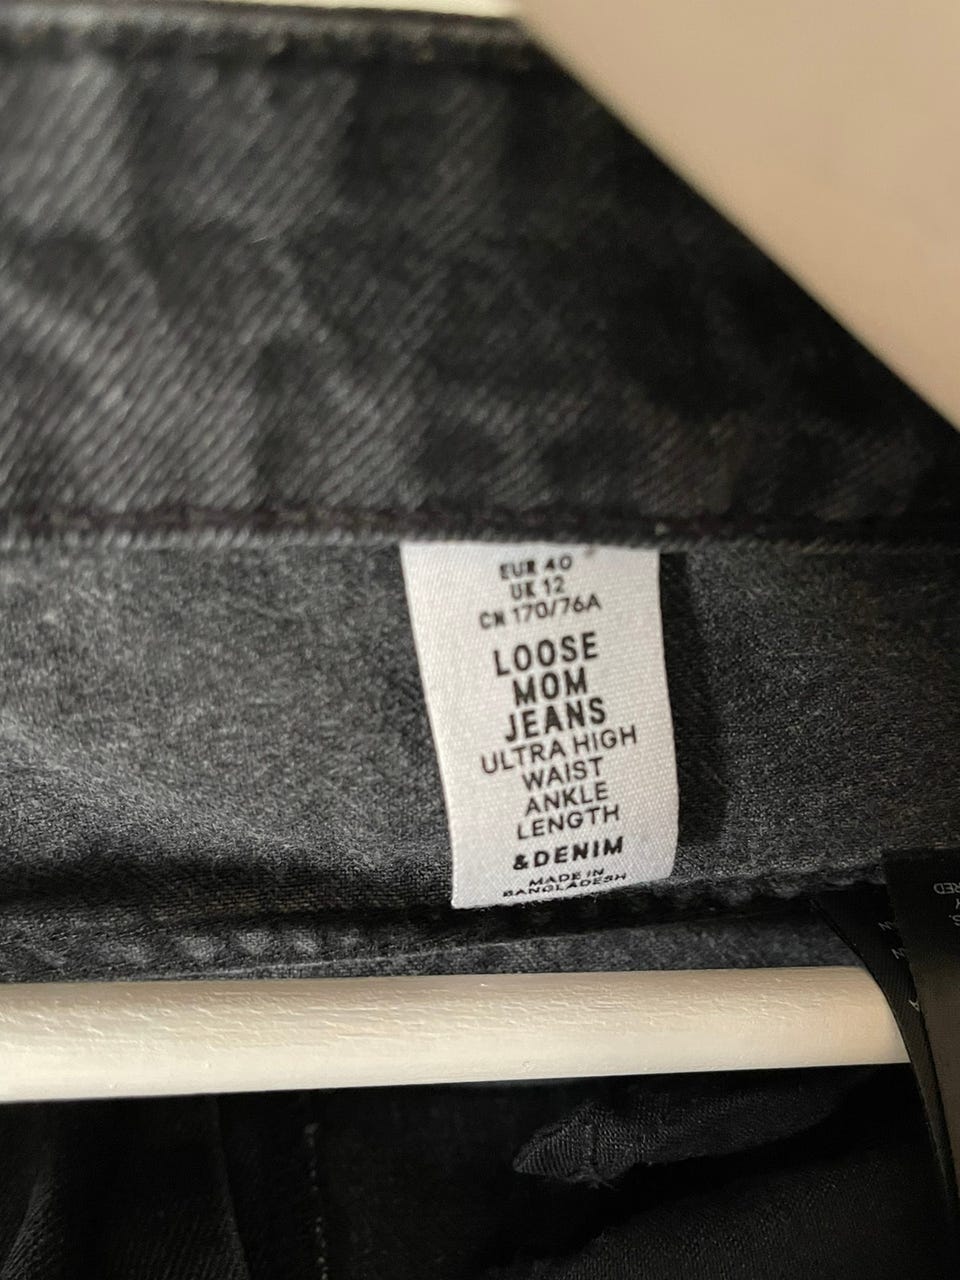 EUR 40
UK 12
CN 170/76A
LOOSE
MOM
JEANS
ULTRA HIGH
WAIST
ANKLE
LENGTH
&DENIM
MADE IN
BANGLADESH